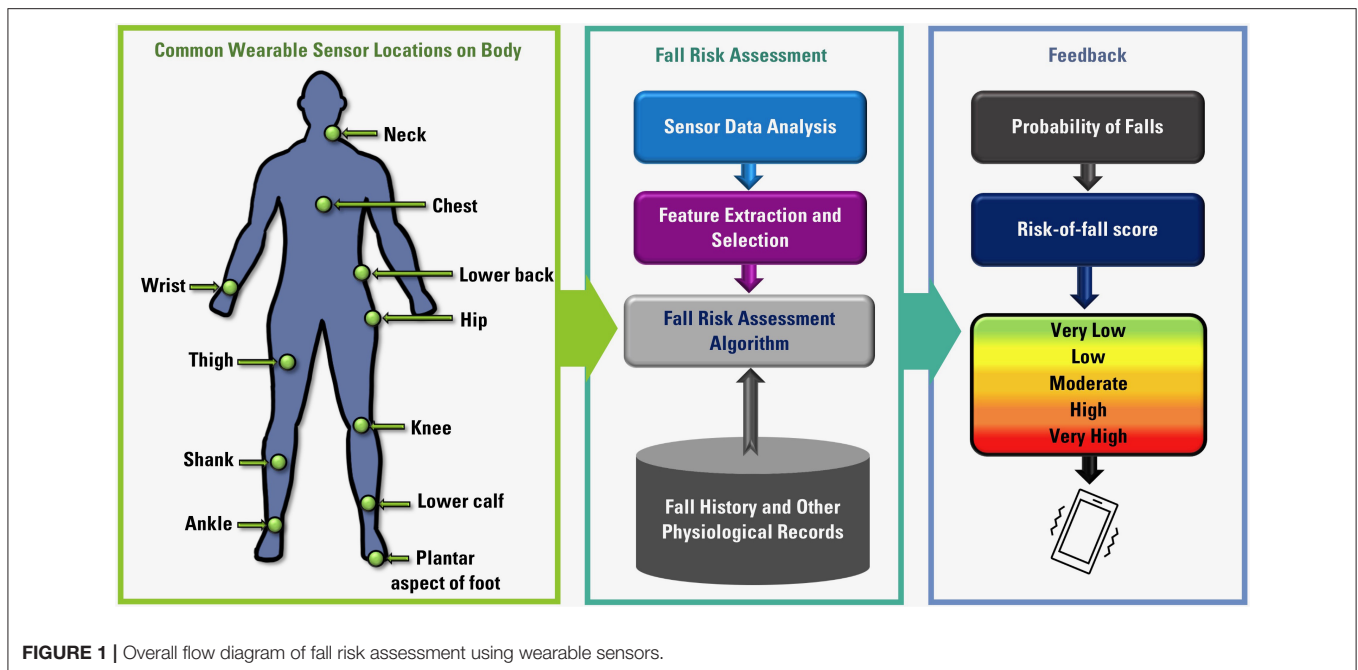 Common Wearable Sensor Locations on Body
Neck
Chest
Lower back
Wrist
Hip
Thigh
Knee
Shank
Lower calf
Ankle
Plantar
aspect of foot
Fall Risk Assessment
Sensor Data Analysis
Feature Extraction and
Selection
Fall Risk Assessment
Algorithm
Fall History and Other
Physiological Records
Feedback
Probability of Falls
Risk-of-fall score
Very Low
Low
Moderate
High
Very High
FIGURE 1 | Overall flow diagram of fall risk assessment using wearable sensors.